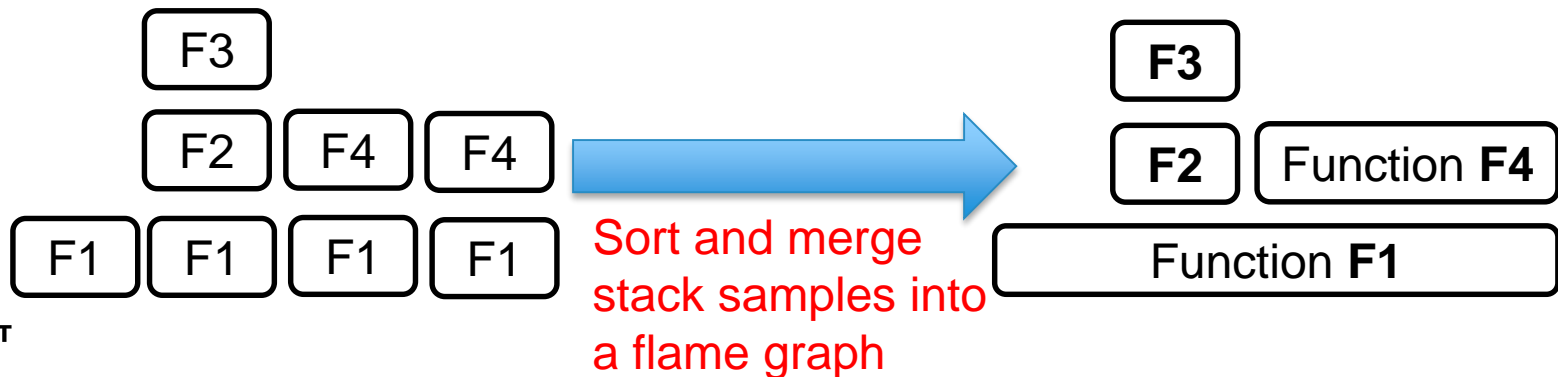 F3
F2 F4 F4
F1 F1 F1 F1
T
Sort and merge
stack samples into
a flame graph
F3
F2 Function F4
Function F1